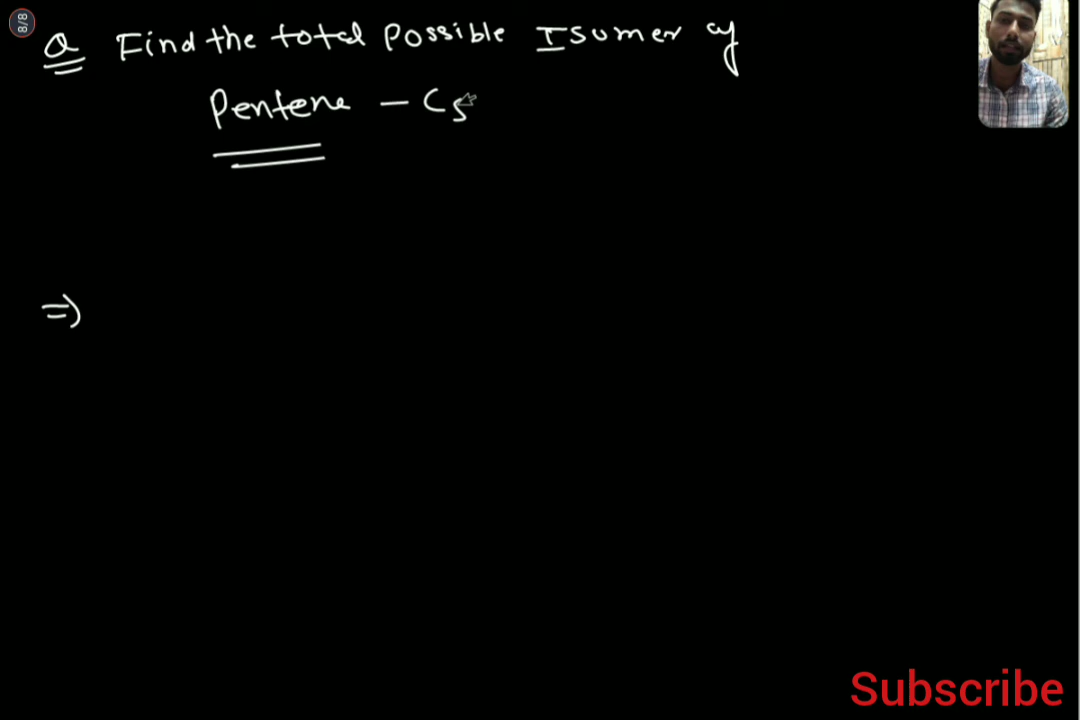 8/8
Q Find the total possible Isomer of
Pentene - C5
=>
Subscribe